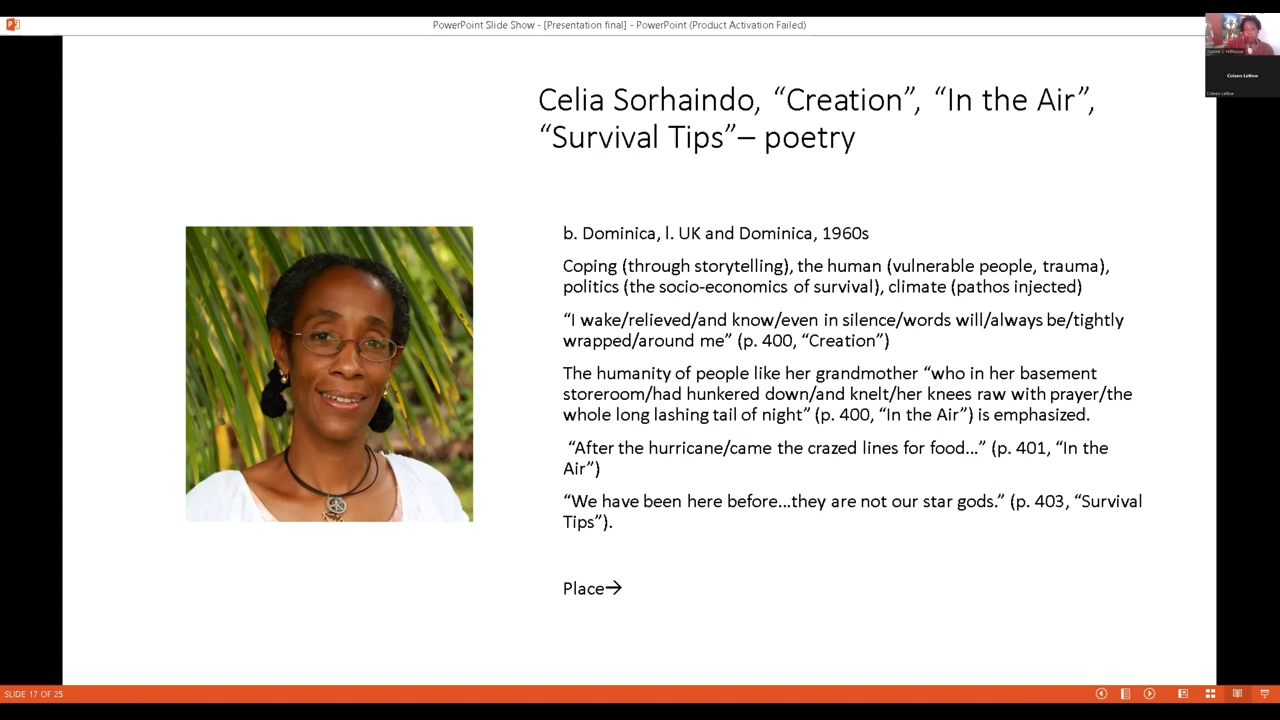 PowerPoint Slide Show - [Presentation final] - PowerPoint (Product Activation Failed)
Joanne C Hillhouse
Coleen Letlow
Coleen Letlow
Celia Sorhaindo, “Creation”, “In the Air”,
“Survival Tips”– poetry
b. Dominica, l. UK and Dominica, 1960s
Coping (through storytelling), the human (vulnerable people, trauma),
politics (the socio-economics of survival), climate (pathos injected)
“I wake/relieved/and know/even in silence/words will/always be/tightly
wrapped/around me” (p. 400, “Creation”)
The humanity of people like her grandmother “who in her basement
storeroom/had hunkered down/and knelt/her knees raw with prayer/the
whole long lashing tail of night” (p. 400, “In the Air”) is emphasized.
“After the hurricane/came the crazed lines for food…” (p. 401, “In the
Air”)
“We have been here before…they are not our star gods.” (p. 403, “Survival
Tips”).
Place→
SLIDE 17 OF 25